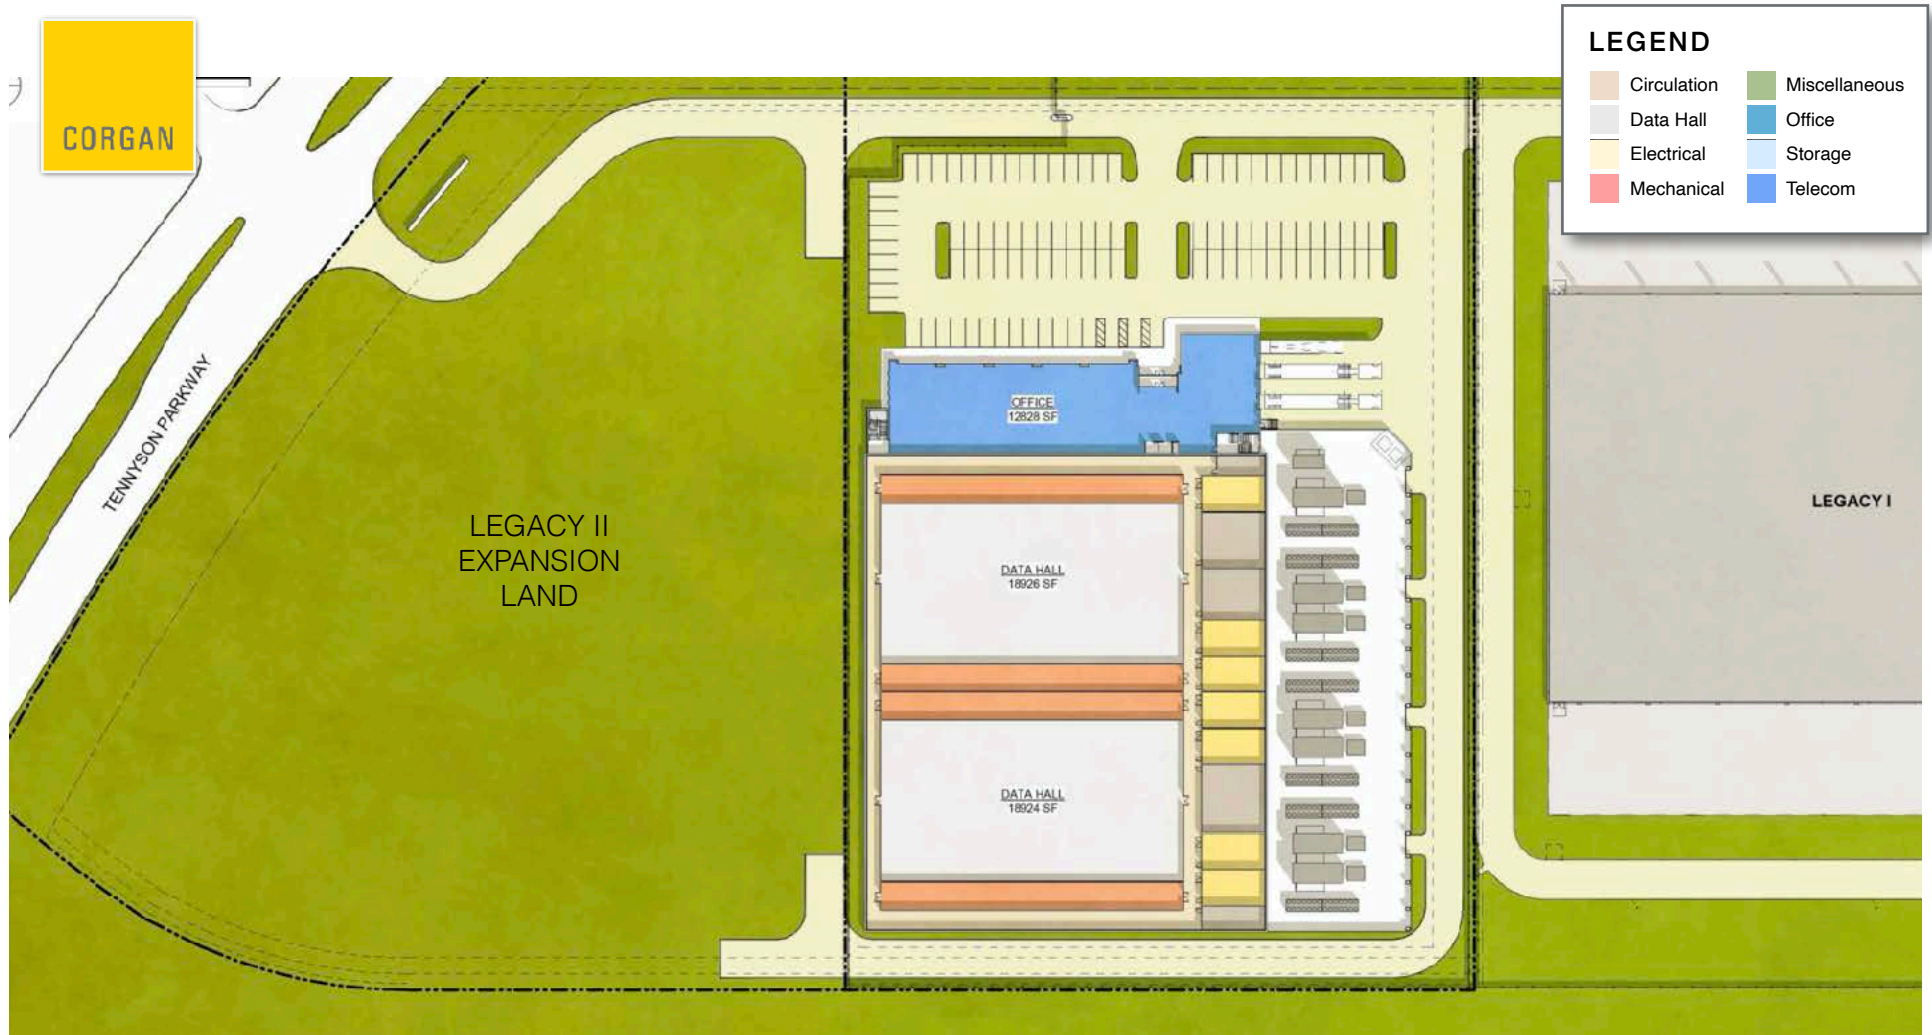 CORGAN
LEGEND
Circulation
Data Hall
Electrical
Mechanical
Miscellaneous
Office
Storage
Telecom
TENNYSON PARKWAY
LEGACY II
EXPANSION
LAND
OFFICE
12828 SF
DATA HALL
18926 SF
DATA HALL
18924 SF
LEGACY I